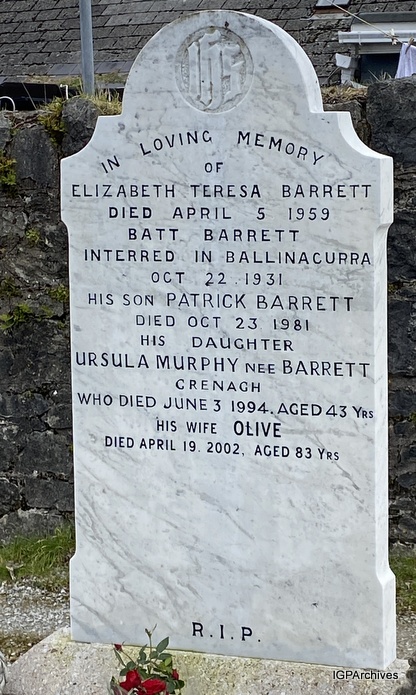 IHS
IN LOVING MEMORY
OF
ELIZABETH TERESA BARRETT
DIED APRIL 5 1959
BATT BARRETT
INTERRED IN BALLINACURRA
OCT 22.1931
HIS SON PATRICK BARRETT
DIED OCT 23 1981
HIS DAUGHTER
URSULA MURPHY NEE BARRETT
GRENAGH
WHO DIED JUNE 3 1994. AGED 43 YRS
HIS WIFE OLIVE
DIED APRIL 19. 2002, AGED 83 YRS
R.I.P.
IGPArchives